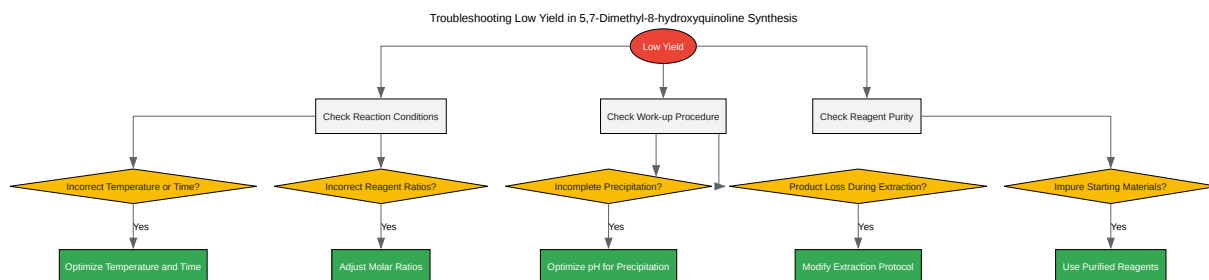 Troubleshooting Low Yield in 5,7-Dimethyl-8-hydroxyquinoline Synthesis
Low Yield
Check Reaction Conditions
Check Work-up Procedure
Check Reagent Purity
Incorrect Temperature or Time?
Incorrect Reagent Ratios?
Incomplete Precipitation?
Product Loss During Extraction?
Impure Starting Materials?
Yes
Yes
Yes
Yes
Yes
Optimize Temperature and Time
Adjust Molar Ratios
Optimize pH for Precipitation
Modify Extraction Protocol
Use Purified Reagents